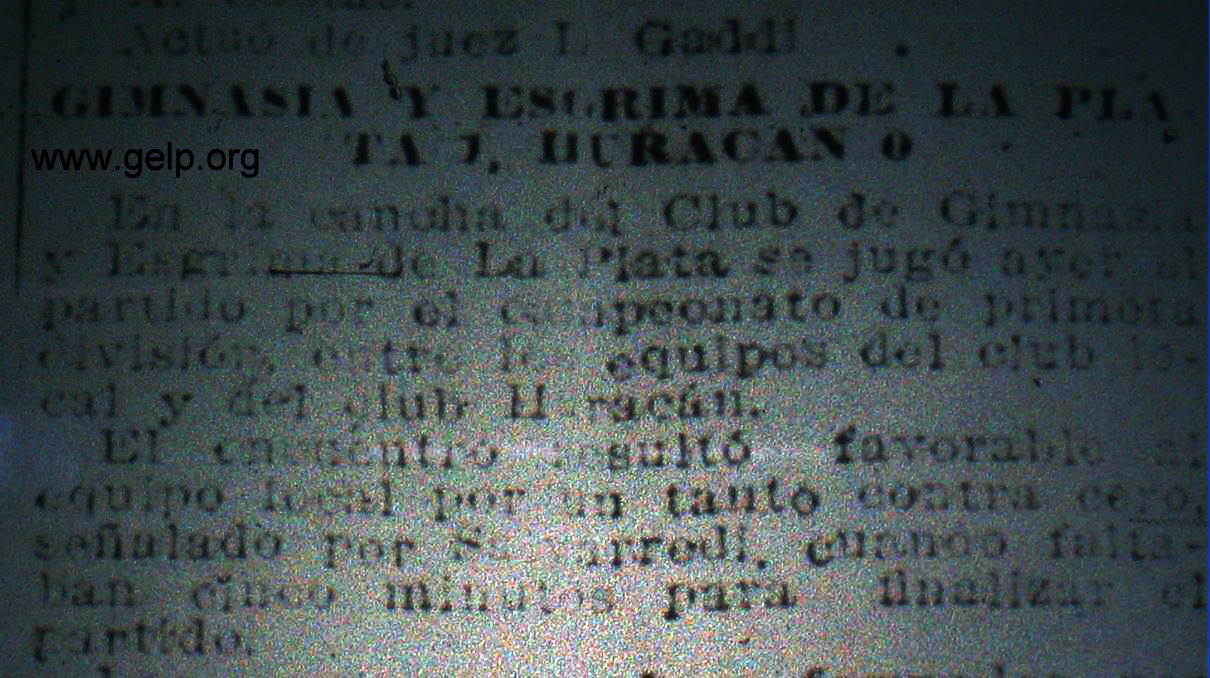 Actuó de juez L Gaddi
GIMNASIA Y ESGRIMA DE LA PLA-
TA 1, HURACAN 0
www.gelp.org
En la cancha del Club de Gimnasia
y Esgrima de La Plata se jugó ayer el
partido por el campeonato de primera
división, entre los equipos del club lo-
cal y del club Huracán.
El encuentro resultó favorable al
equipo local por un tanto contra cero,
señalado por cuando falta-
ban cinco minutos para finalizar el
partido.